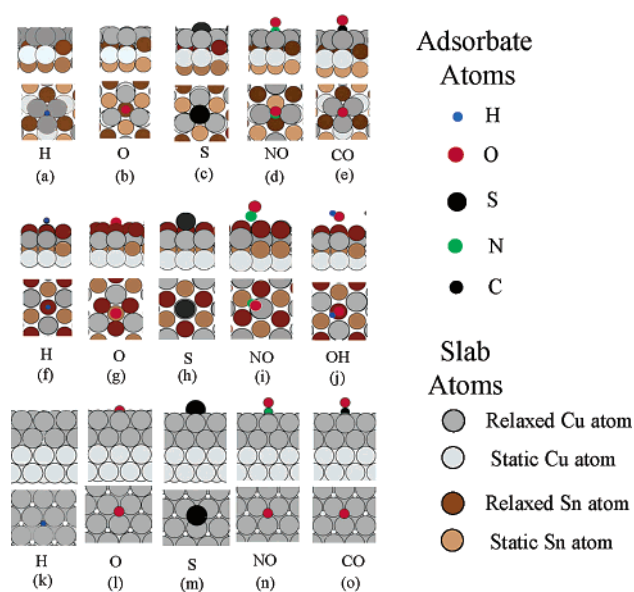 H O S NO CO
(a) (b) (c) (d) (e)
H O S NO OH
(f) (g) (h) (i) (j)
H O S NO CO
(k) (l) (m) (n) (o)
Adsorbate
Atoms
H
O
S
N
C
Slab
Atoms
Relaxed Cu atom
Static Cu atom
Relaxed Sn atom
Static Sn atom